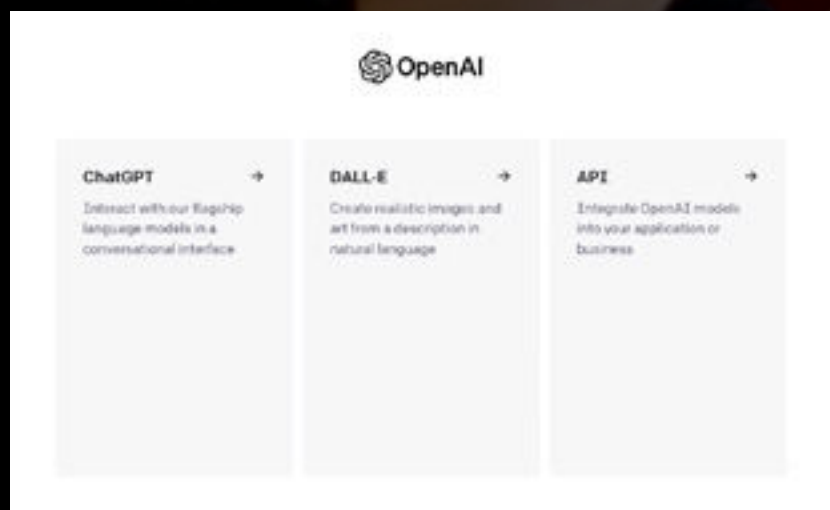 OpenAI
ChatGPT →
Interact with our flagship
language models in a
conversational interface
DALL·E →
Create realistic images and
art from a description in
natural language
API →
Integrate OpenAI models
into your application or
business